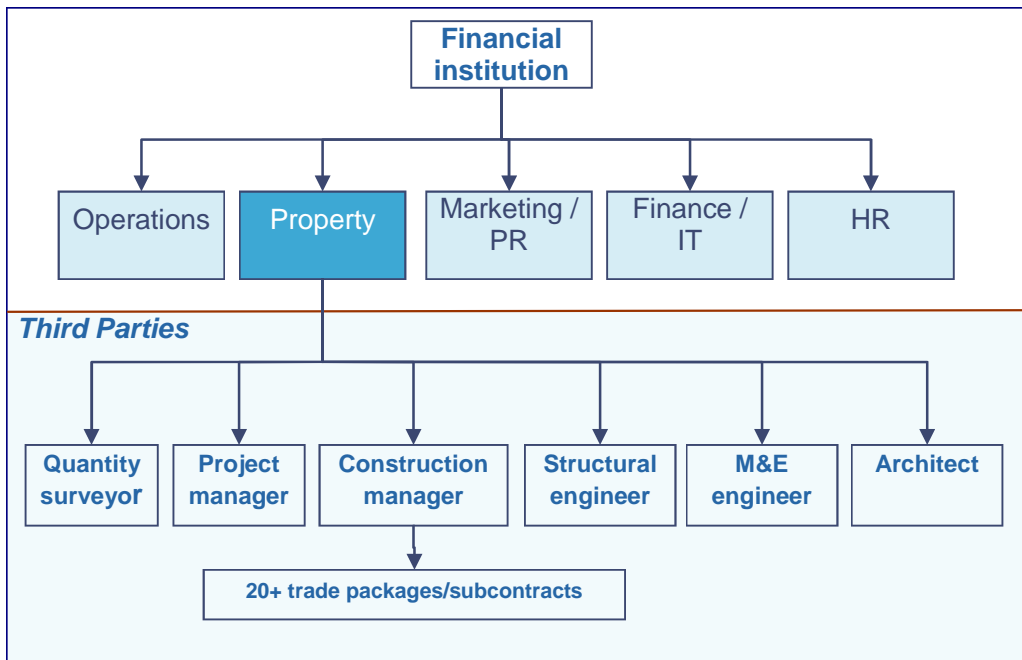 Financial
institution
Operations
Property
Marketing /
PR
Finance /
IT
HR
Third Parties
Quantity
surveyor
Project
manager
Construction
manager
Structural
engineer
M&E
engineer
Architect
20+ trade packages/subcontracts